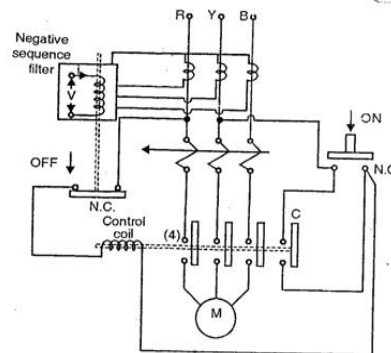 R Y B
Negative
sequence
filter
V
ON
OFF
N.C.
N.O
Control
coil
(4)
C
M